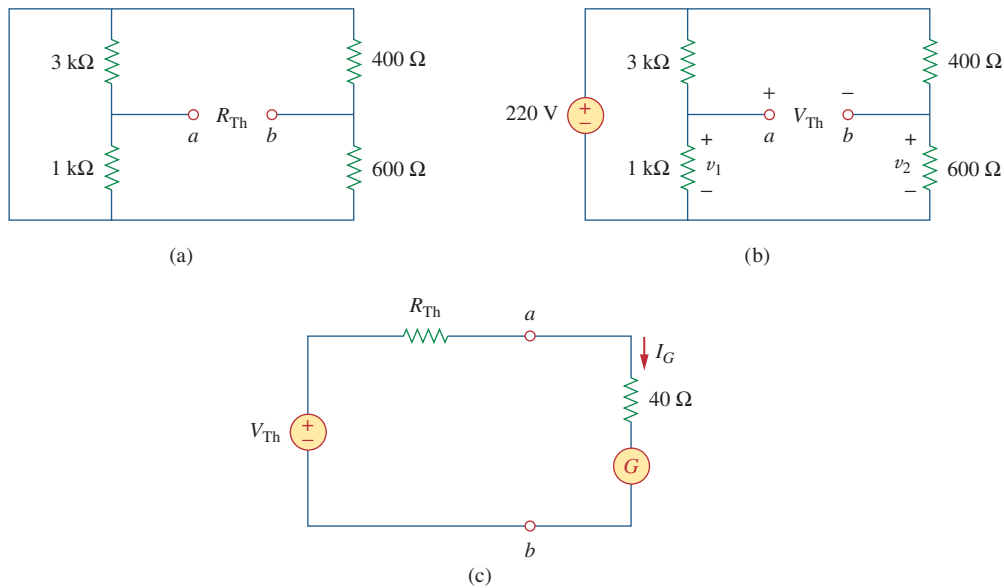 3 kΩ
400 Ω
R_Th
a
b
1 kΩ
600 Ω
(a)
220 V
+
−
3 kΩ
400 Ω
+
−
a
V_Th
b
+
+
1 kΩ
v_1
v_2
600 Ω
−
−
(b)
R_Th
a
I_G
40 Ω
V_Th
+
−
G
b
(c)